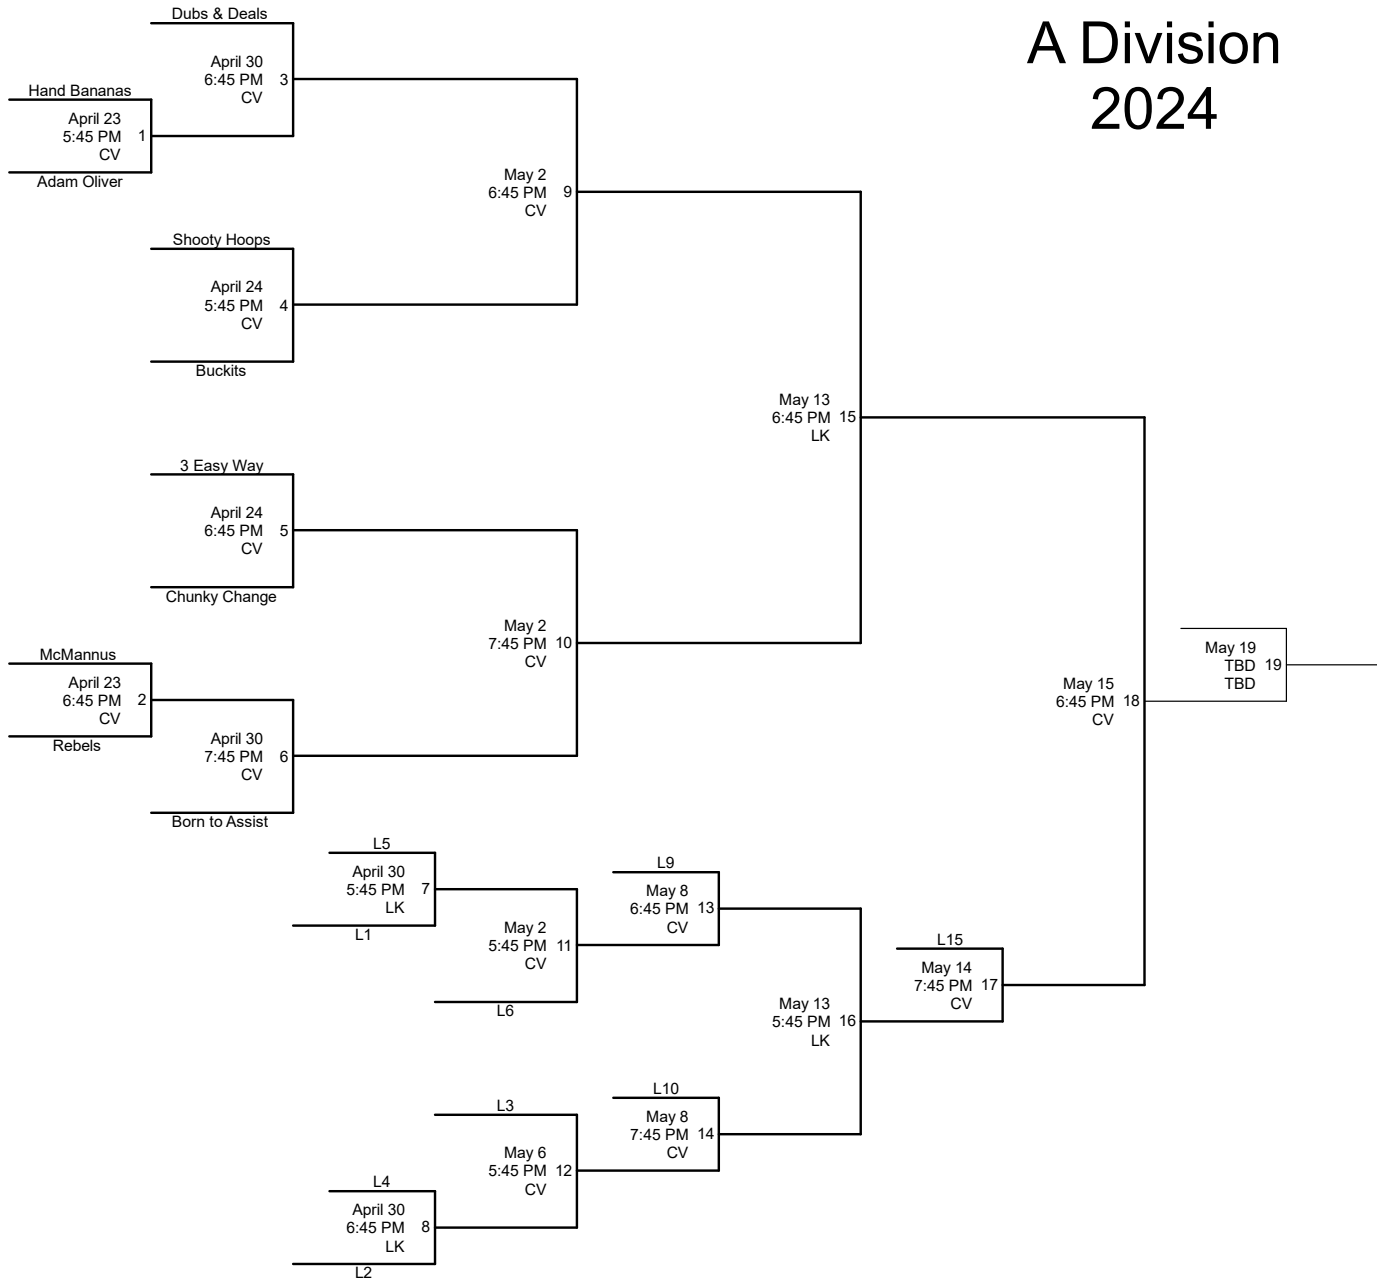 A Division
2024
Dubs & Deals
April 30
6:45 PM 3
CV
Hand Bananas
April 23
5:45 PM 1
CV
Adam Oliver
May 2
6:45 PM 9
CV
Shooty Hoops
April 24
5:45 PM 4
CV
Buckits
May 13
6:45 PM 15
LK
3 Easy Way
April 24
6:45 PM 5
CV
Chunky Change
May 2
7:45 PM 10
CV
McMannus
April 23
6:45 PM 2
CV
Rebels
April 30
7:45 PM 6
CV
Born to Assist
May 19
TBD 19
TBD
May 15
6:45 PM 18
CV
L5
April 30
5:45 PM 7
LK
L1
L9
May 8
6:45 PM 13
CV
May 2
5:45 PM 11
CV
L6
L15
May 14
7:45 PM 17
CV
May 13
5:45 PM 16
LK
L10
May 8
7:45 PM 14
CV
L3
May 6
5:45 PM 12
CV
L4
April 30
6:45 PM 8
LK
L2